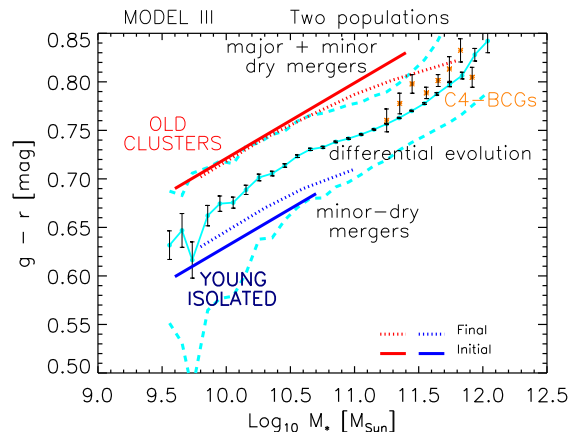 MODEL III Two populations
major + minor
dry mergers
C4-BCGs
OLD
CLUSTERS
differential evolution
minor-dry
mergers
YOUNG
ISOLATED
Final
Initial
g - r [mag]
0.85
0.80
0.75
0.70
0.65
0.60
0.55
0.50
9.0 9.5 10.0 10.5 11.0 11.5 12.0 12.5
Log10 M* [MSun]